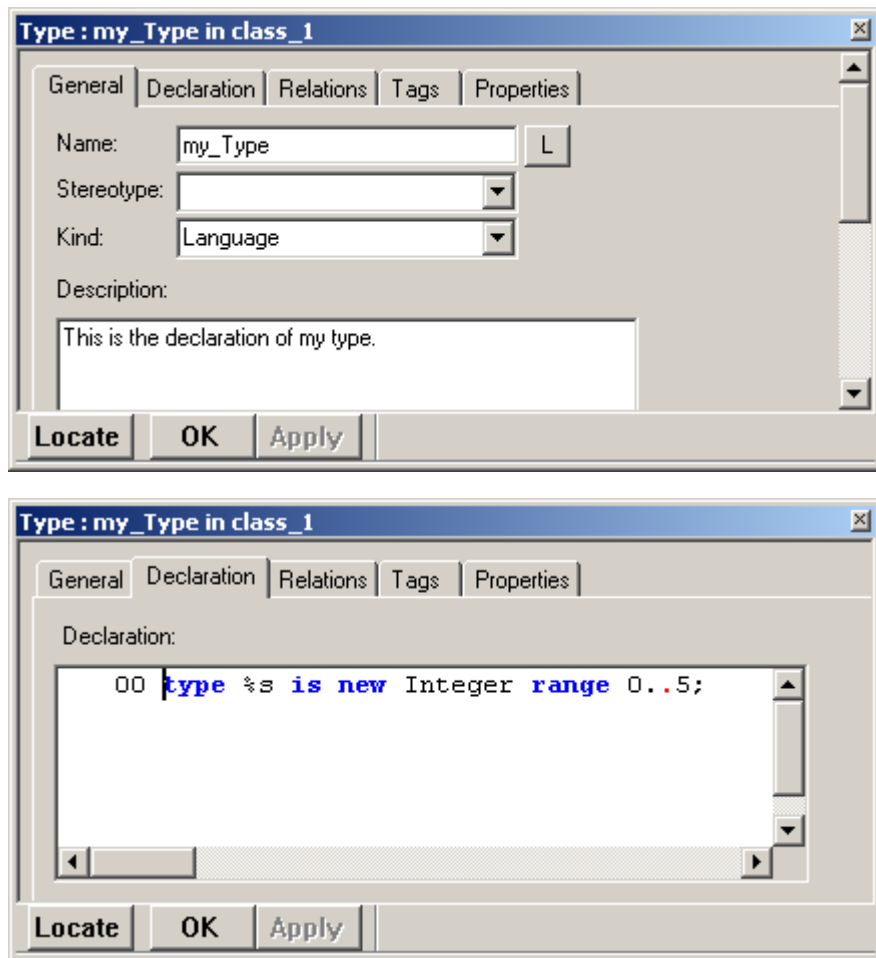 Type : my_Type in class_1
General Declaration Relations Tags Properties
Name: my_Type L
Stereotype:
Kind: Language
Description:
This is the declaration of my type.
Locate OK Apply
Type : my_Type in class_1
General Declaration Relations Tags Properties
Declaration:
00 type %s is new Integer range 0..5;
Locate OK Apply